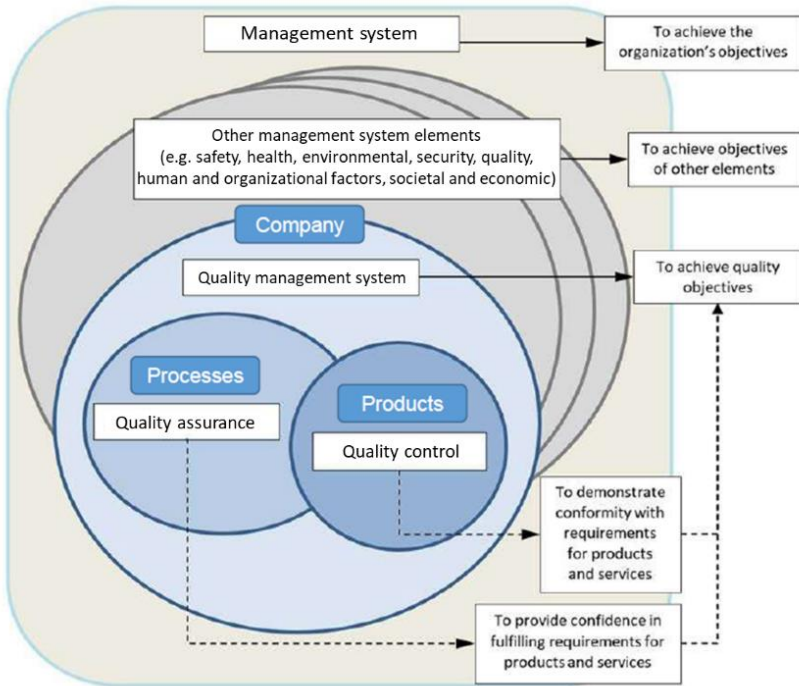 Management system
To achieve the
organization's objectives
Other management system elements
(e.g. safety, health, environmental, security, quality,
human and organizational factors, societal and economic)
To achieve objectives
of other elements
Company
Quality management system
To achieve quality
objectives
Processes
Quality assurance
Products
Quality control
To demonstrate
conformity with
requirements
for products
and services
To provide confidence in
fulfilling requirements for
products and services